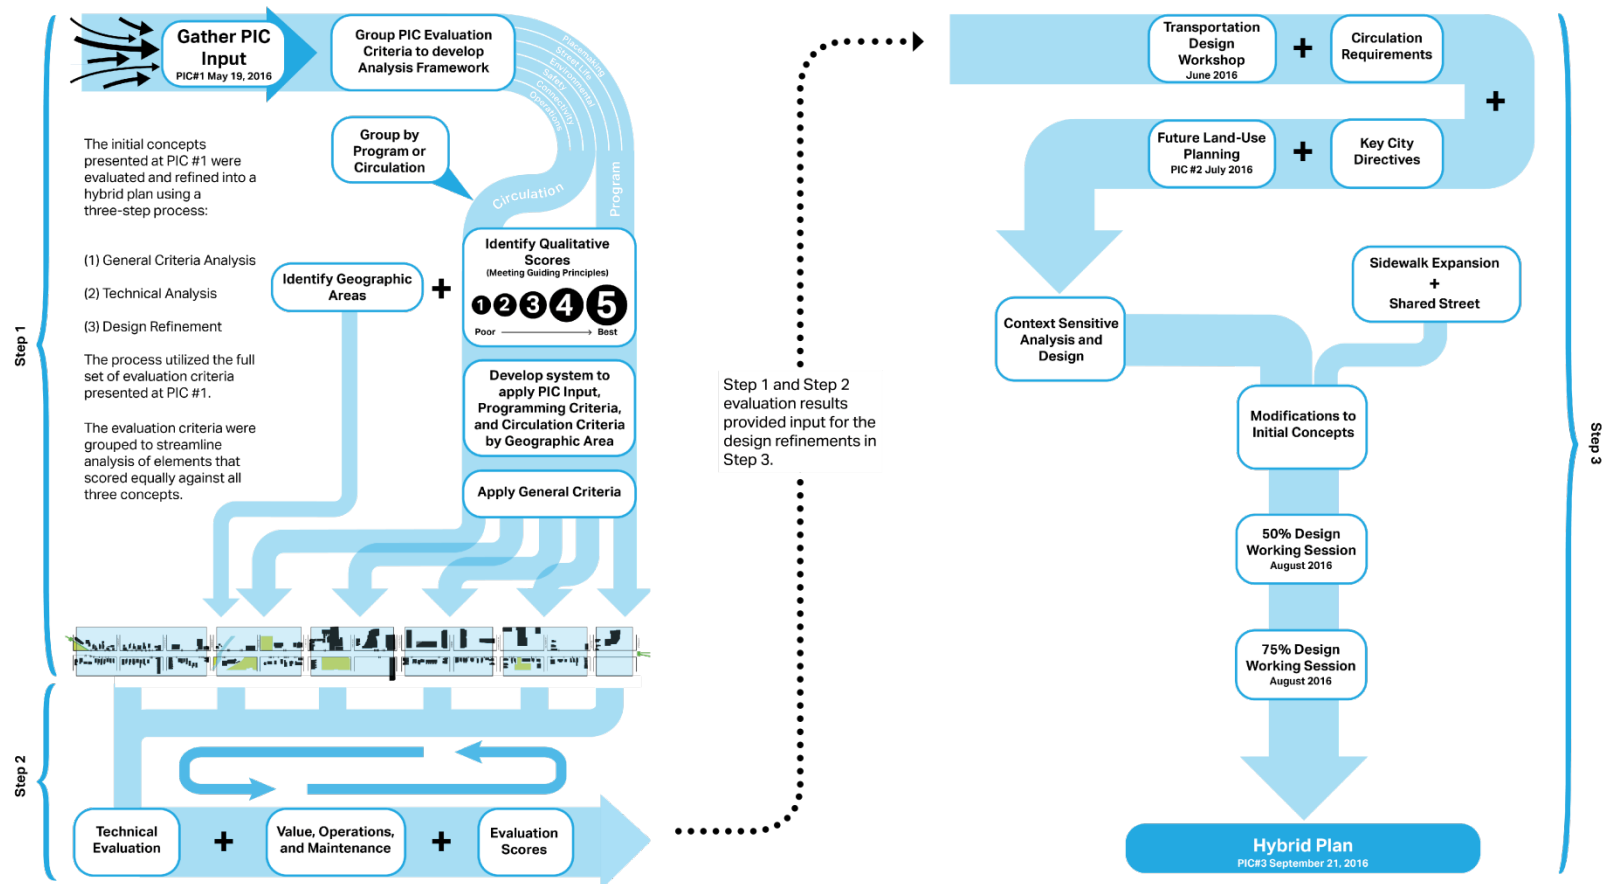 Gather PIC
Input
PIC#1 May 19, 2016
Group PIC Evaluation
Criteria to develop
Analysis Framework
Placemaking
Street Life
Environmental
Safety
Connectivity
Operations
Group by
Program or
Circulation
Circulation
Program
The initial concepts
presented at PIC #1 were
evaluated and refined into a
hybrid plan using a
three-step process:
(1) General Criteria Analysis
(2) Technical Analysis
(3) Design Refinement
The process utilized the full
set of evaluation criteria
presented at PIC #1.
The evaluation criteria were
grouped to streamline
analysis of elements that
scored equally against all
three concepts.
Step 1
Identify Geographic
Areas
+
Identify Qualitative
Scores
(Meeting Guiding Principles)
1 2 3 4 5
Poor Best
Develop system to
apply PIC Input,
Programming Criteria,
and Circulation Criteria
by Geographic Area
Apply General Criteria
Step 2
Technical
Evaluation
+
Value, Operations,
and Maintenance
+
Evaluation
Scores
Step 1 and Step 2
evaluation results
provided input for the
design refinements in
Step 3.
Transportation
Design
Workshop
June 2016
+
Circulation
Requirements
+
Future Land-Use
Planning
PIC #2 July 2016
+
Key City
Directives
Sidewalk Expansion
+
Shared Street
Context Sensitive
Analysis and
Design
Modifications to
Initial Concepts
50% Design
Working Session
August 2016
75% Design
Working Session
August 2016
Hybrid Plan
PIC#3 September 21, 2016
Step 3